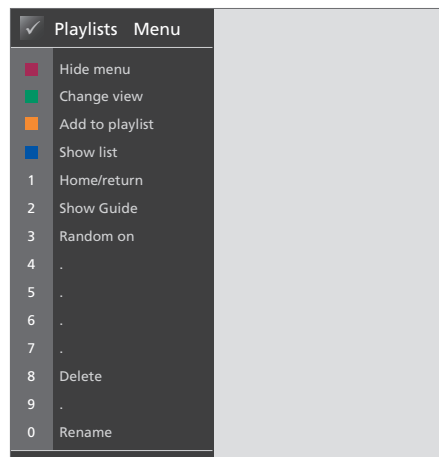 Playlists Menu
Hide menu
Change view
Add to playlist
Show list
1 Home/return
2 Show Guide
3 Random on
4 .
5 .
6 .
7 .
8 Delete
9 .
0 Rename